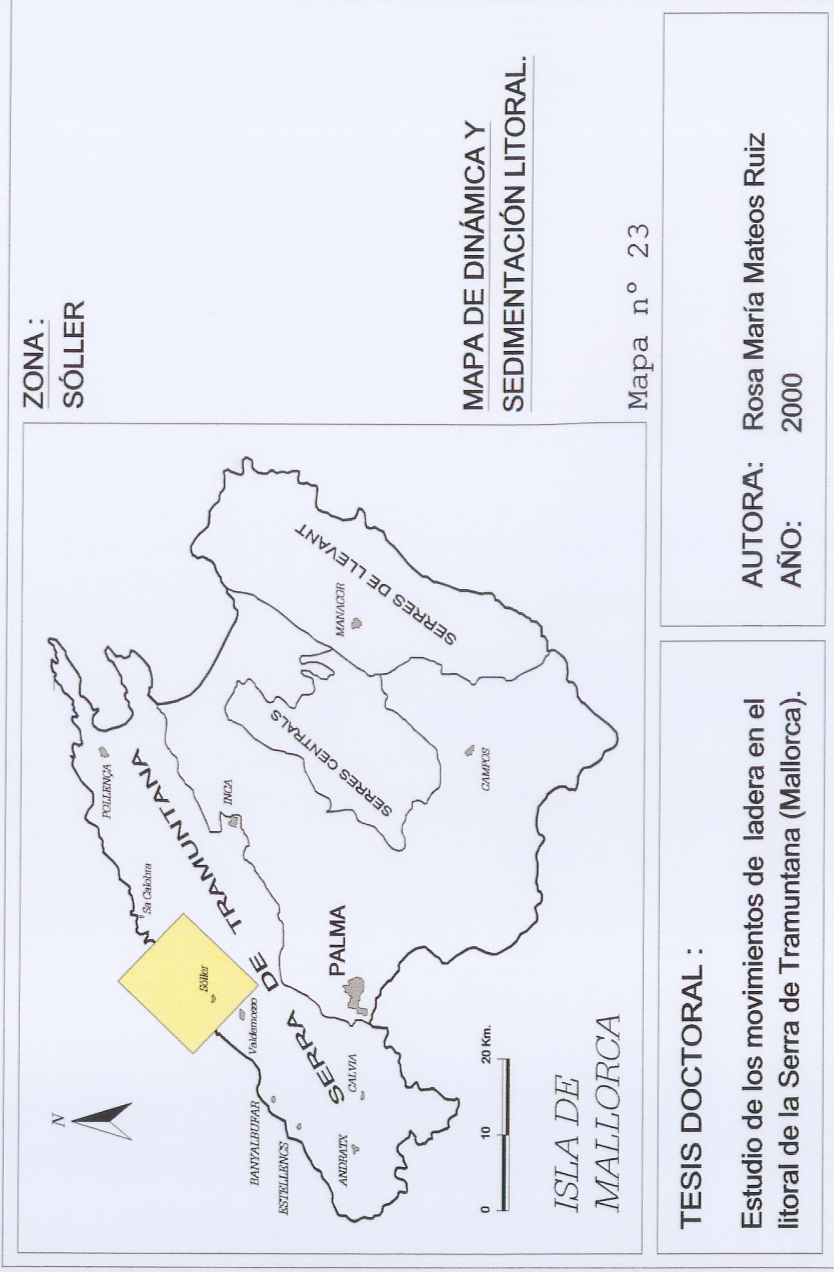 ZONA :
SÓLLER
MAPA DE DINÁMICA Y
SEDIMENTACIÓN LITORAL.
Mapa nº 23
N
POLLENÇA
Sa Calobra
Sóller
Valdemossa
BANYALBUFAR
ESTELLENCS
ANDRATX
CALVIA
SERRA DE TRAMUNTANA
INCA
PALMA
SERRES CENTRALS
SERRES DE LLEVANT
MANACOR
CAMPOS
0 10 20 Km.
ISLA DE
MALLORCA
TESIS DOCTORAL :
Estudio de los movimientos de ladera en el
litoral de la Serra de Tramuntana (Mallorca).
AUTORA: Rosa María Mateos Ruiz
AÑO: 2000